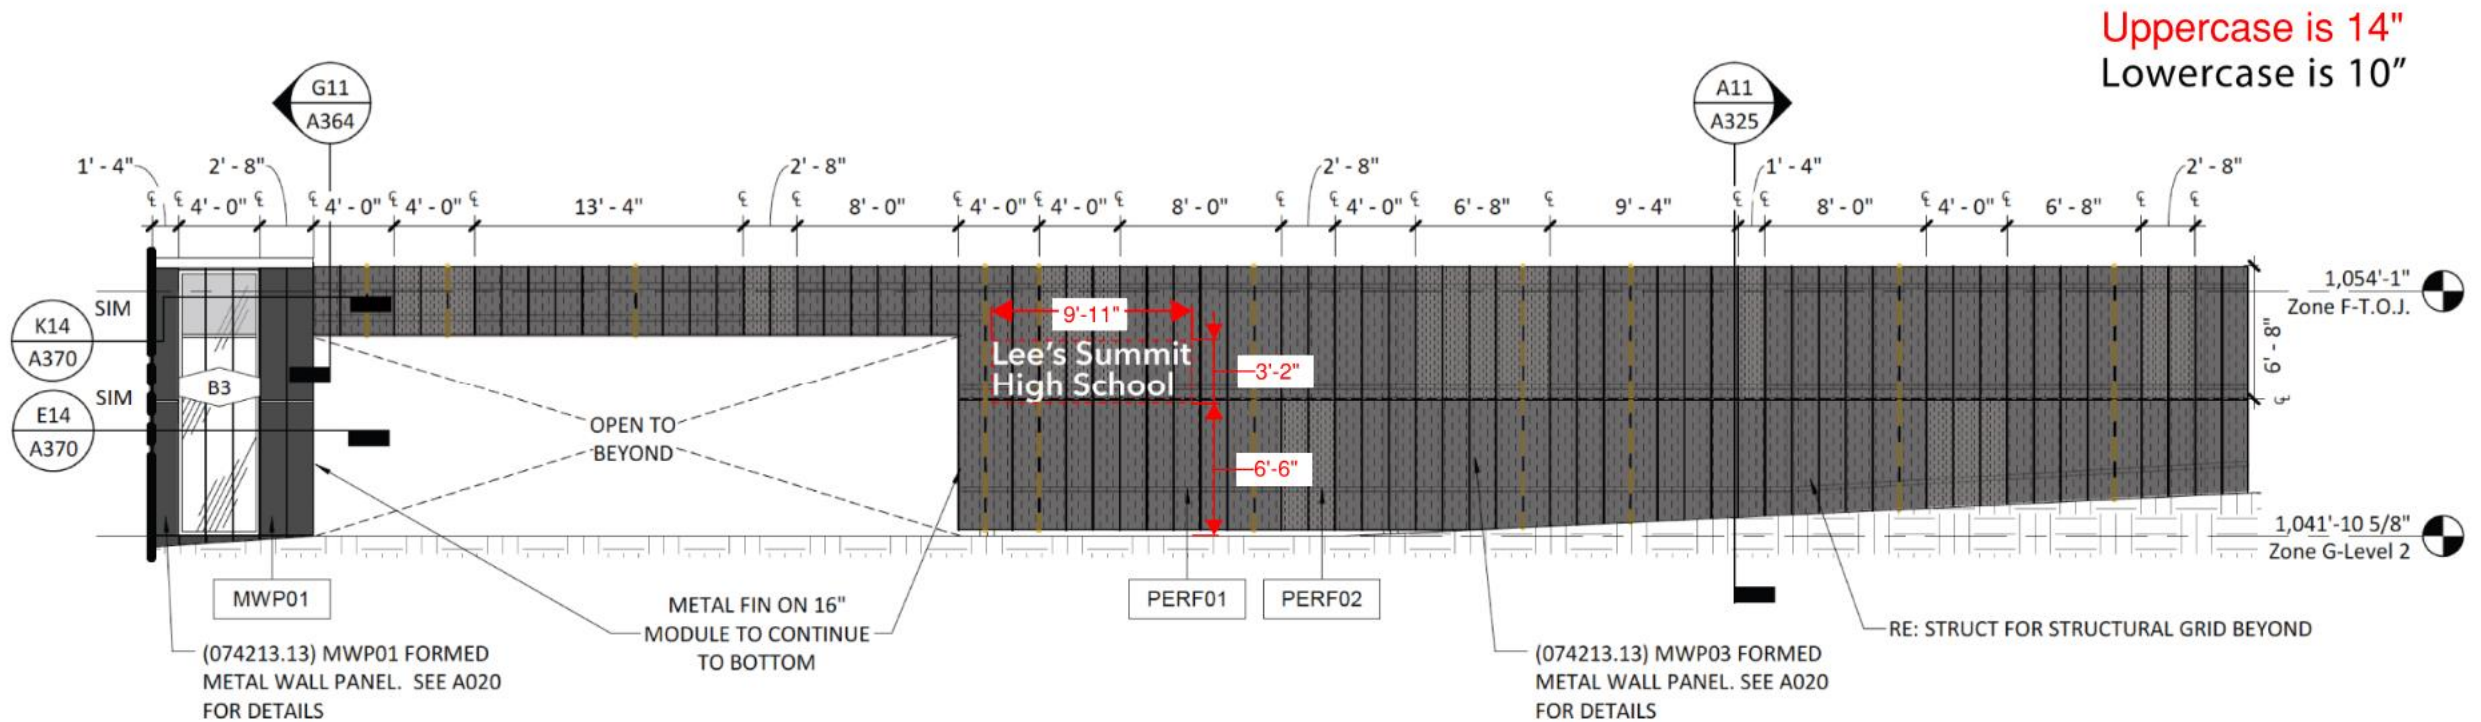 Uppercase is 14"
Lowercase is 10"
G11
A364
A11
A325
1' - 4"
2' - 8"
2' - 8"
2' - 8"
1' - 4"
2' - 8"
℄ ℄ 4' - 0" ℄ ℄ 4' - 0" ℄ 4' - 0" ℄ 13' - 4" ℄ ℄ 8' - 0" ℄ 4' - 0" ℄ 4' - 0" ℄ 8' - 0" ℄ ℄ 4' - 0" ℄ 6' - 8" ℄ 9' - 4" ℄ ℄ 8' - 0" ℄ 4' - 0" ℄ 6' - 8" ℄ ℄
SIM
K14
A370
SIM
E14
A370
B3
OPEN TO
BEYOND
9'-11"
Lee's Summit
High School
3'-2"
6'-6"
1,054'-1"
Zone F-T.O.J.
6' - 8"
℄
1,041'-10 5/8"
Zone G-Level 2
MWP01
(074213.13) MWP01 FORMED
METAL WALL PANEL. SEE A020
FOR DETAILS
METAL FIN ON 16"
MODULE TO CONTINUE
TO BOTTOM
PERF01
PERF02
(074213.13) MWP03 FORMED
METAL WALL PANEL. SEE A020
FOR DETAILS
RE: STRUCT FOR STRUCTURAL GRID BEYOND